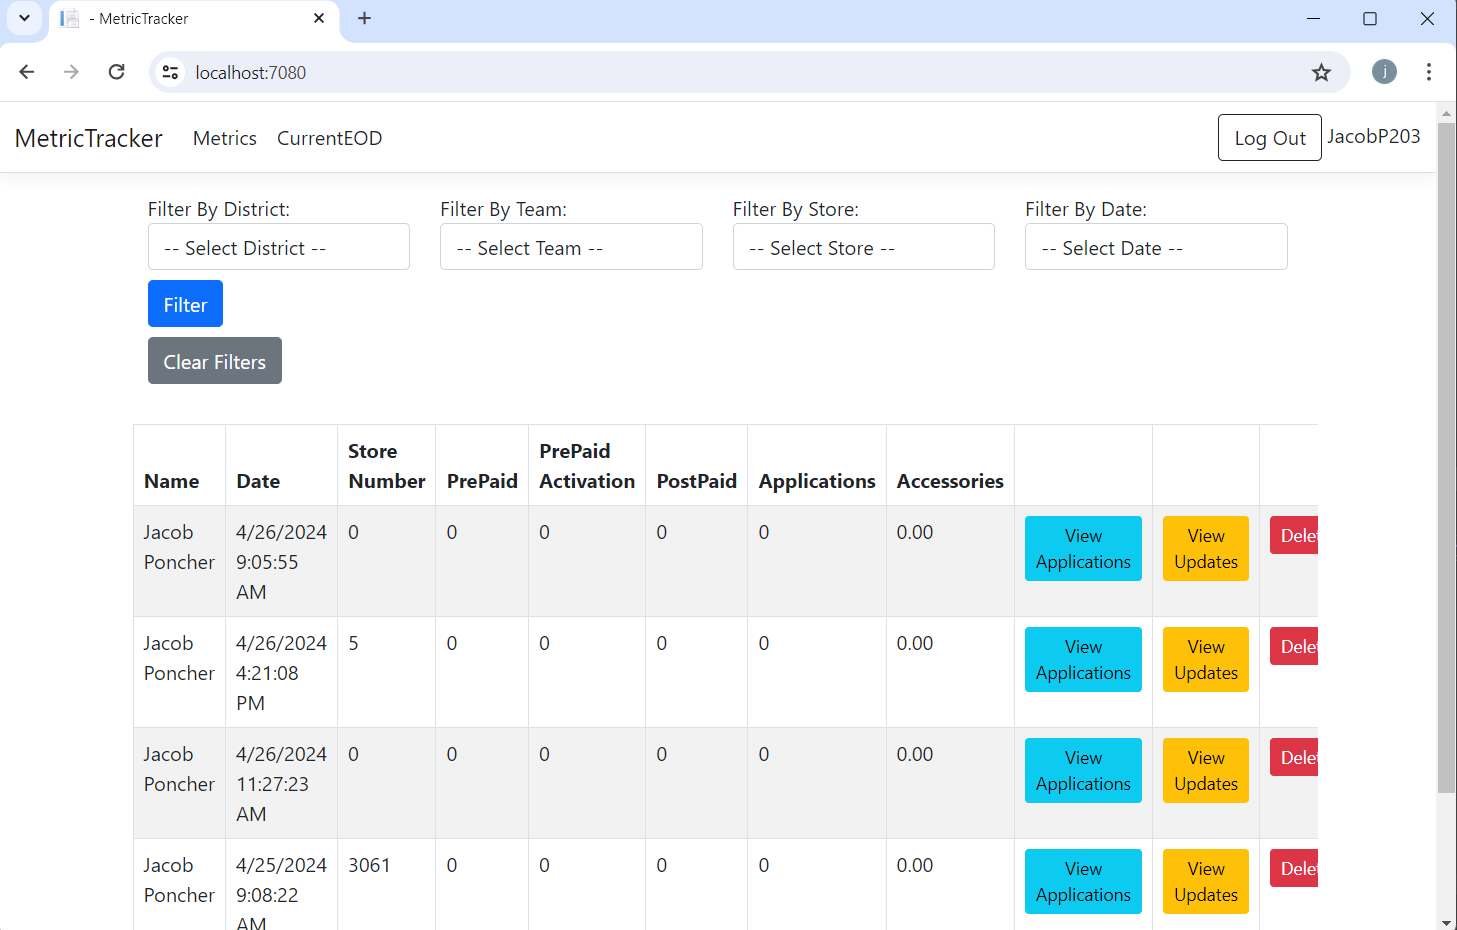 - MetricTracker
localhost:7080
j
MetricTracker Metrics CurrentEOD Log Out JacobP203
Filter By District: Filter By Team: Filter By Store: Filter By Date:
-- Select District -- -- Select Team -- -- Select Store -- -- Select Date --
Filter
Clear Filters
Name Date Store Number PrePaid PrePaid Activation PostPaid Applications Accessories
Jacob Poncher 4/26/2024 9:05:55 AM 0 0 0 0 0 0.00 View Applications View Updates Delet
Jacob Poncher 4/26/2024 4:21:08 PM 5 0 0 0 0 0.00 View Applications View Updates Delet
Jacob Poncher 4/26/2024 11:27:23 AM 0 0 0 0 0 0.00 View Applications View Updates Delet
Jacob Poncher 4/25/2024 9:08:22 AM 3061 0 0 0 0 0.00 View Applications View Updates Delet